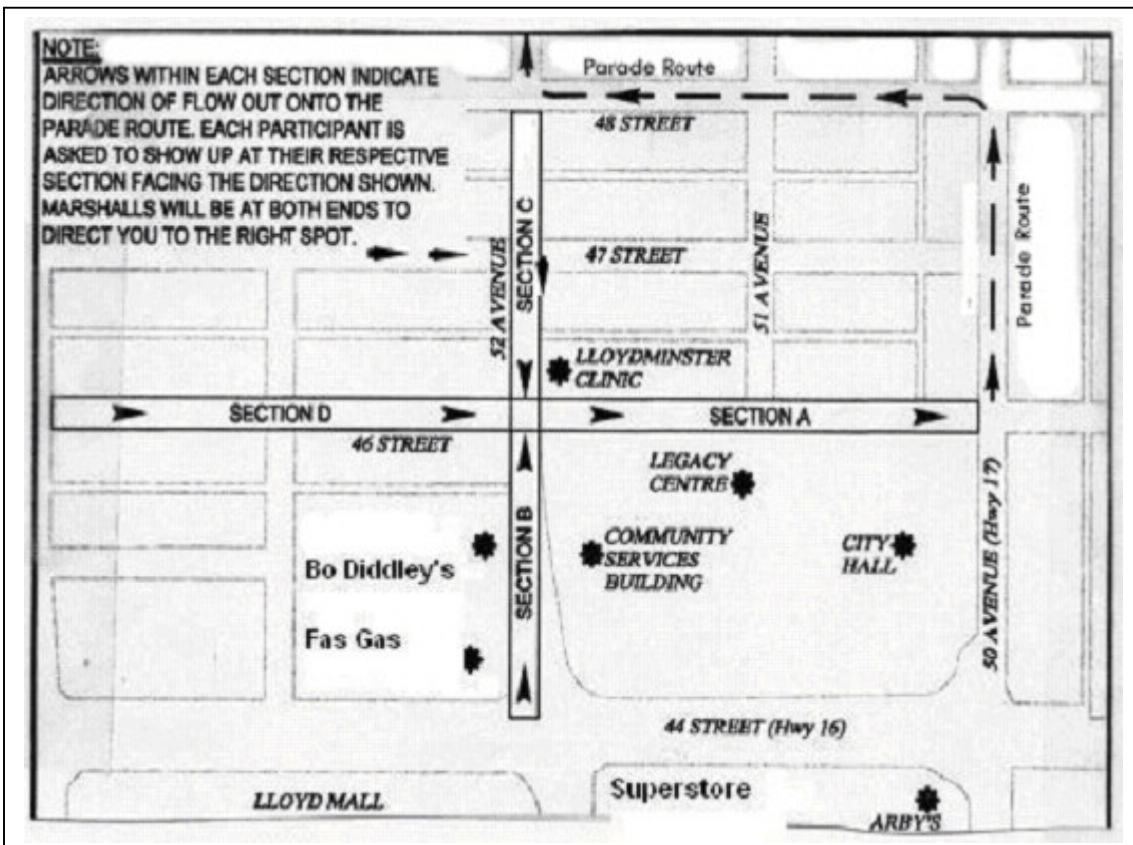 NOTE:
ARROWS WITHIN EACH SECTION INDICATE
DIRECTION OF FLOW OUT ONTO THE
PARADE ROUTE. EACH PARTICIPANT IS
ASKED TO SHOW UP AT THEIR RESPECTIVE
SECTION FACING THE DIRECTION SHOWN.
MARSHALLS WILL BE AT BOTH ENDS TO
DIRECT YOU TO THE RIGHT SPOT.
Parade Route
48 STREET
SECTION C
47 STREET
52 AVENUE
51 AVENUE
Parade Route
LLOYDMINSTER
CLINIC
SECTION D
SECTION A
46 STREET
LEGACY
CENTRE
SECTION B
COMMUNITY
SERVICES
BUILDING
CITY
HALL
50 AVENUE (Hwy 17)
Bo Diddley's
Fas Gas
44 STREET (Hwy 16)
LLOYD MALL
Superstore
ARBY'S